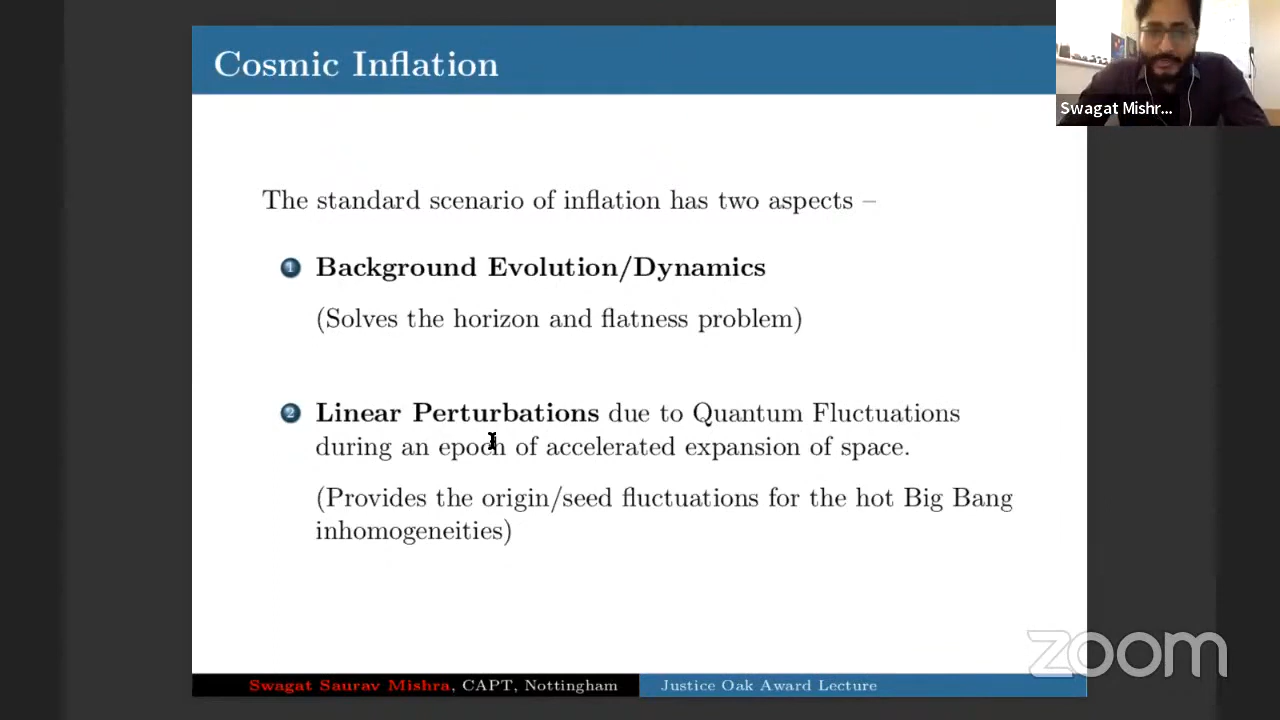 Cosmic Inflation
Swagat Mishr...
The standard scenario of inflation has two aspects –
1 Background Evolution/Dynamics
(Solves the horizon and flatness problem)
2 Linear Perturbations due to Quantum Fluctuations
during an epoch of accelerated expansion of space.
(Provides the origin/seed fluctuations for the hot Big Bang
inhomogeneities)
zoom
Swagat Saurav Mishra, CAPT, Nottingham
Justice Oak Award Lecture